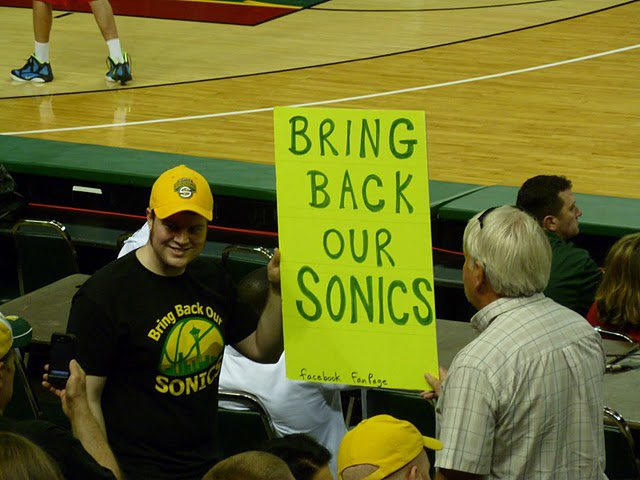 BRING
BACK
OUR
SONICS
facebook FanPage
Bring Back Our
SONICS